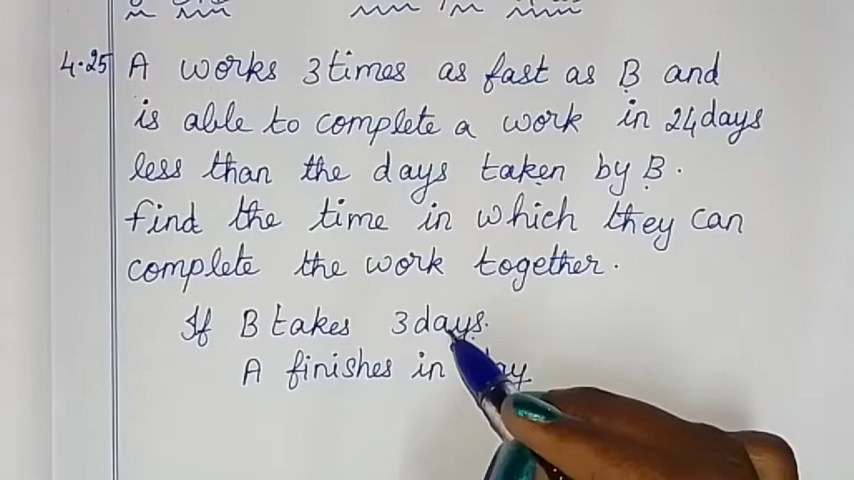 4.25 A works 3 times as fast as B and
is able to complete a work in 24 days
less than the days taken by B.
Find the time in which they can
complete the work together.
If B takes 3 days.
A finishes in